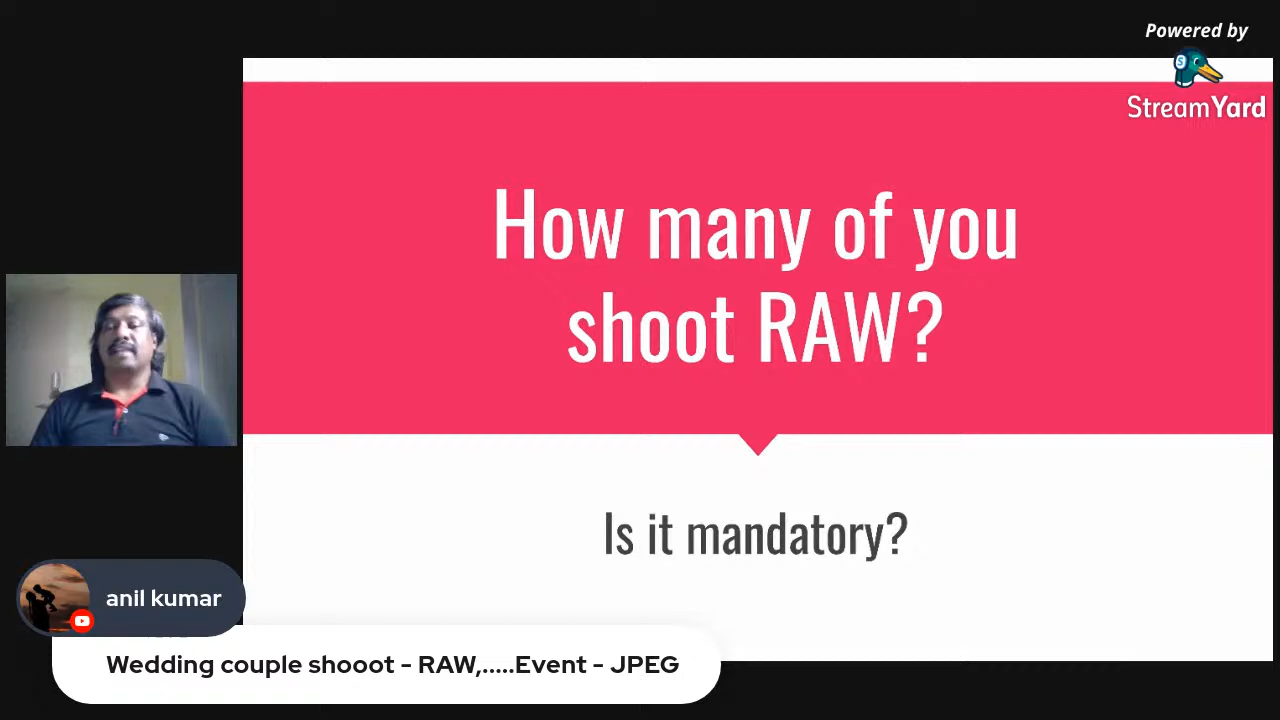 Powered by
StreamYard
How many of you
shoot RAW?
Is it mandatory?
anil kumar
Wedding couple shooot - RAW,.....Event - JPEG